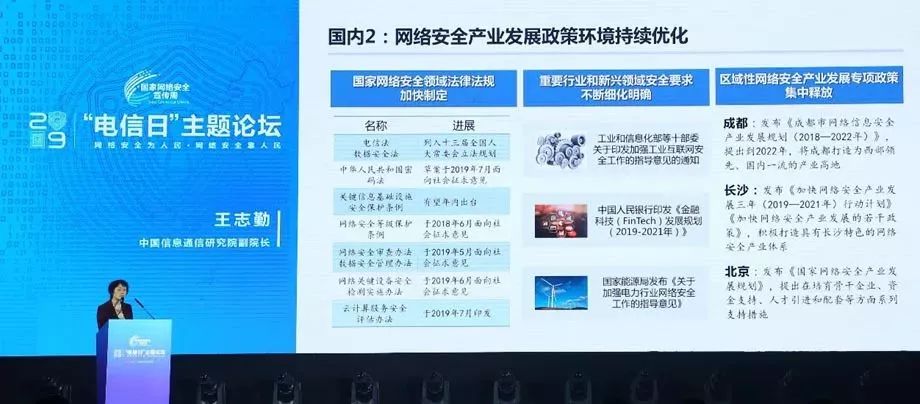 国家网络安全
宣传周
2019
“电信日”主题论坛
网络安全为人民·网络安全靠人民
王志勤
中国信息通信研究院副院长
国内2：网络安全产业发展政策环境持续优化
国家网络安全领域法律法规
加快制定
名称 进展
电信法
数据安全法
列入十三届全国人
大常委会立法规划
中华人民共和国密
码法
草案于2019年7月面
向社会征求意见
关键信息基础设施
安全保护条例
有望年内出台
网络安全等级保护
条例
于2018年6月面向社
会征求意见
网络安全审查办法
数据安全管理办法
于2019年5月面向社
会征求意见
网络关键设备安全
检测实施办法
于2019年6月面向社
会征求意见
云计算服务安全
评估办法
于2019年7月印发
重要行业和新兴领域安全要求
不断细化明确
工业和信息化部等十部委
关于印发加强工业互联网安
全工作的指导意见的通知
中国人民银行印发《金融
科技（FinTech）发展规划
（2019-2021年）》
国家能源局发布《关于
加强电力行业网络安全
工作的指导意见》
区域性网络安全产业发展专项政策
集中释放
成都：发布《成都市网络信息安全
产业发展规划（2018—2022年）》，
提出到2022年，将成都打造为西部领
先、国内一流的产业高地
长沙：发布《加快网络安全产业发
展三年（2019—2021年）行动计划》
《加快网络安全产业发展的若干政
策》，积极打造具有长沙特色的网络
安全产业体系
北京：发布《国家网络安全产业发
展规划》，提出在培育骨干企业、资
金支持、人才引进和配套等方面系列
支持措施
2019
“电信日”主题论坛